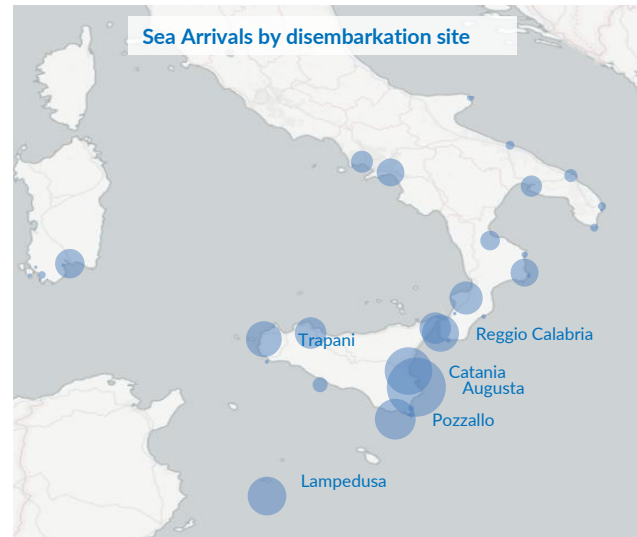 Sea Arrivals by disembarkation site
Trapani
Reggio Calabria
Catania
Augusta
Pozzallo
Lampedusa